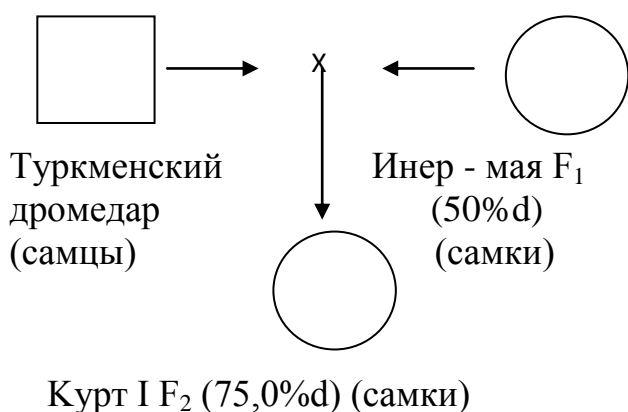 X
Туркменский
дромедар
(самцы)
Инер - мая F₁
(50%d)
(самки)
Курт I F₂ (75,0%d) (самки)